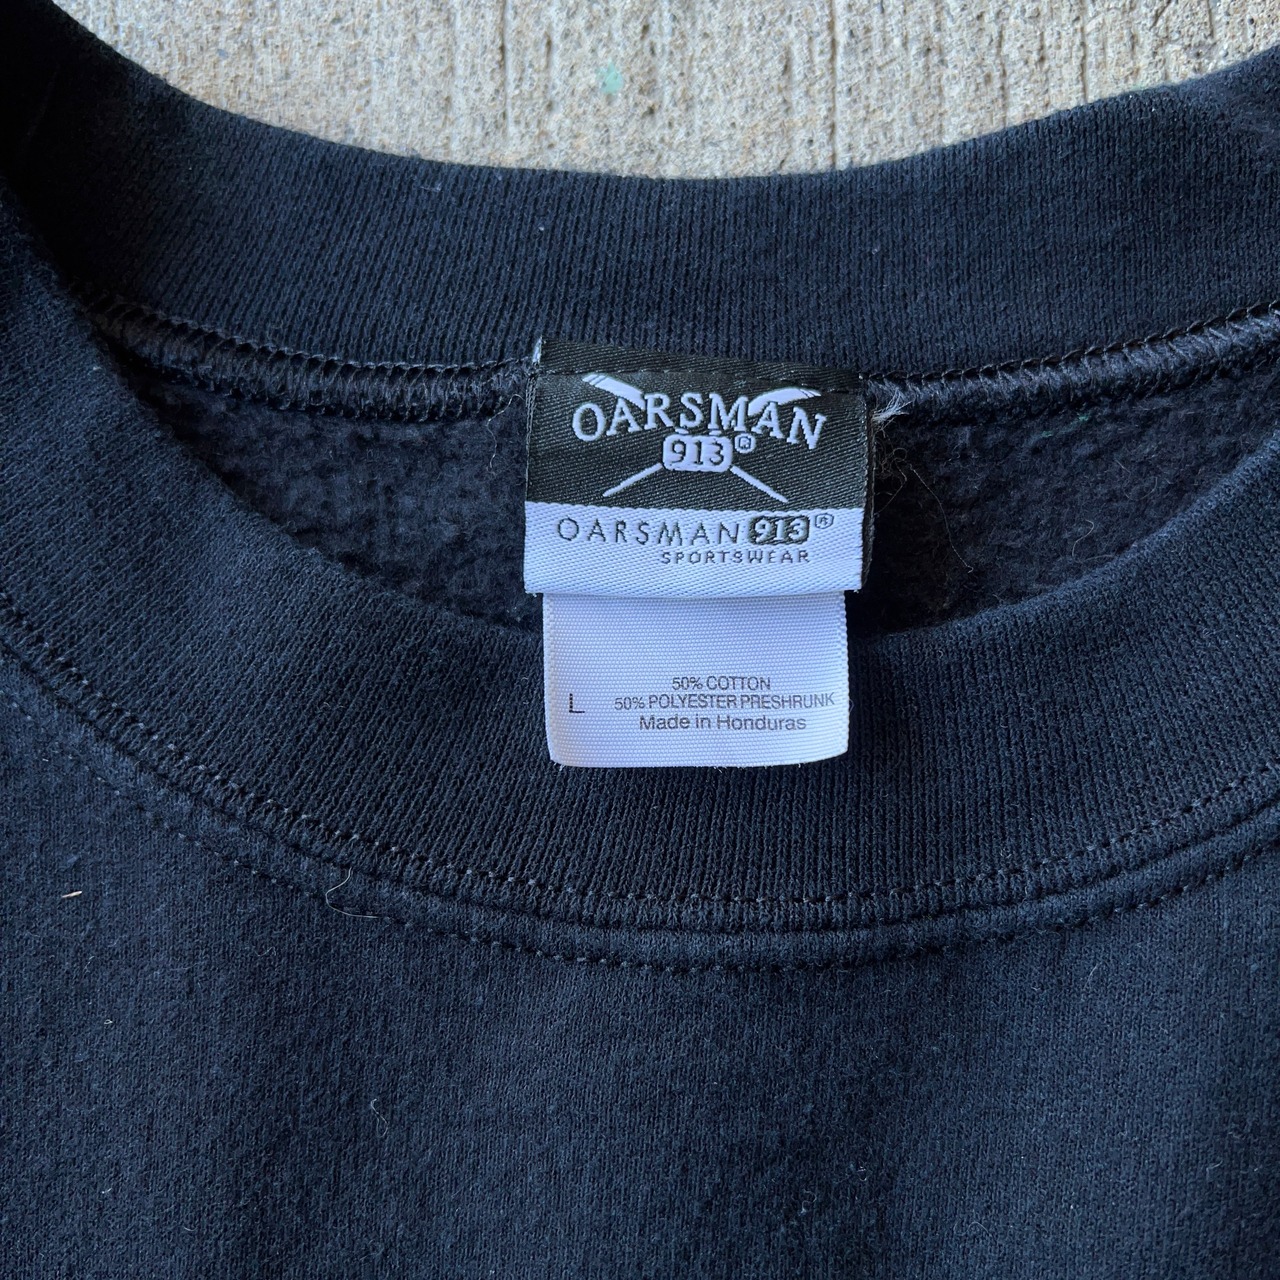 OARSMAN
913®
OARSMAN 913®
SPORTSWEAR
50% COTTON
L 50% POLYESTER PRESHRUNK
Made in Honduras